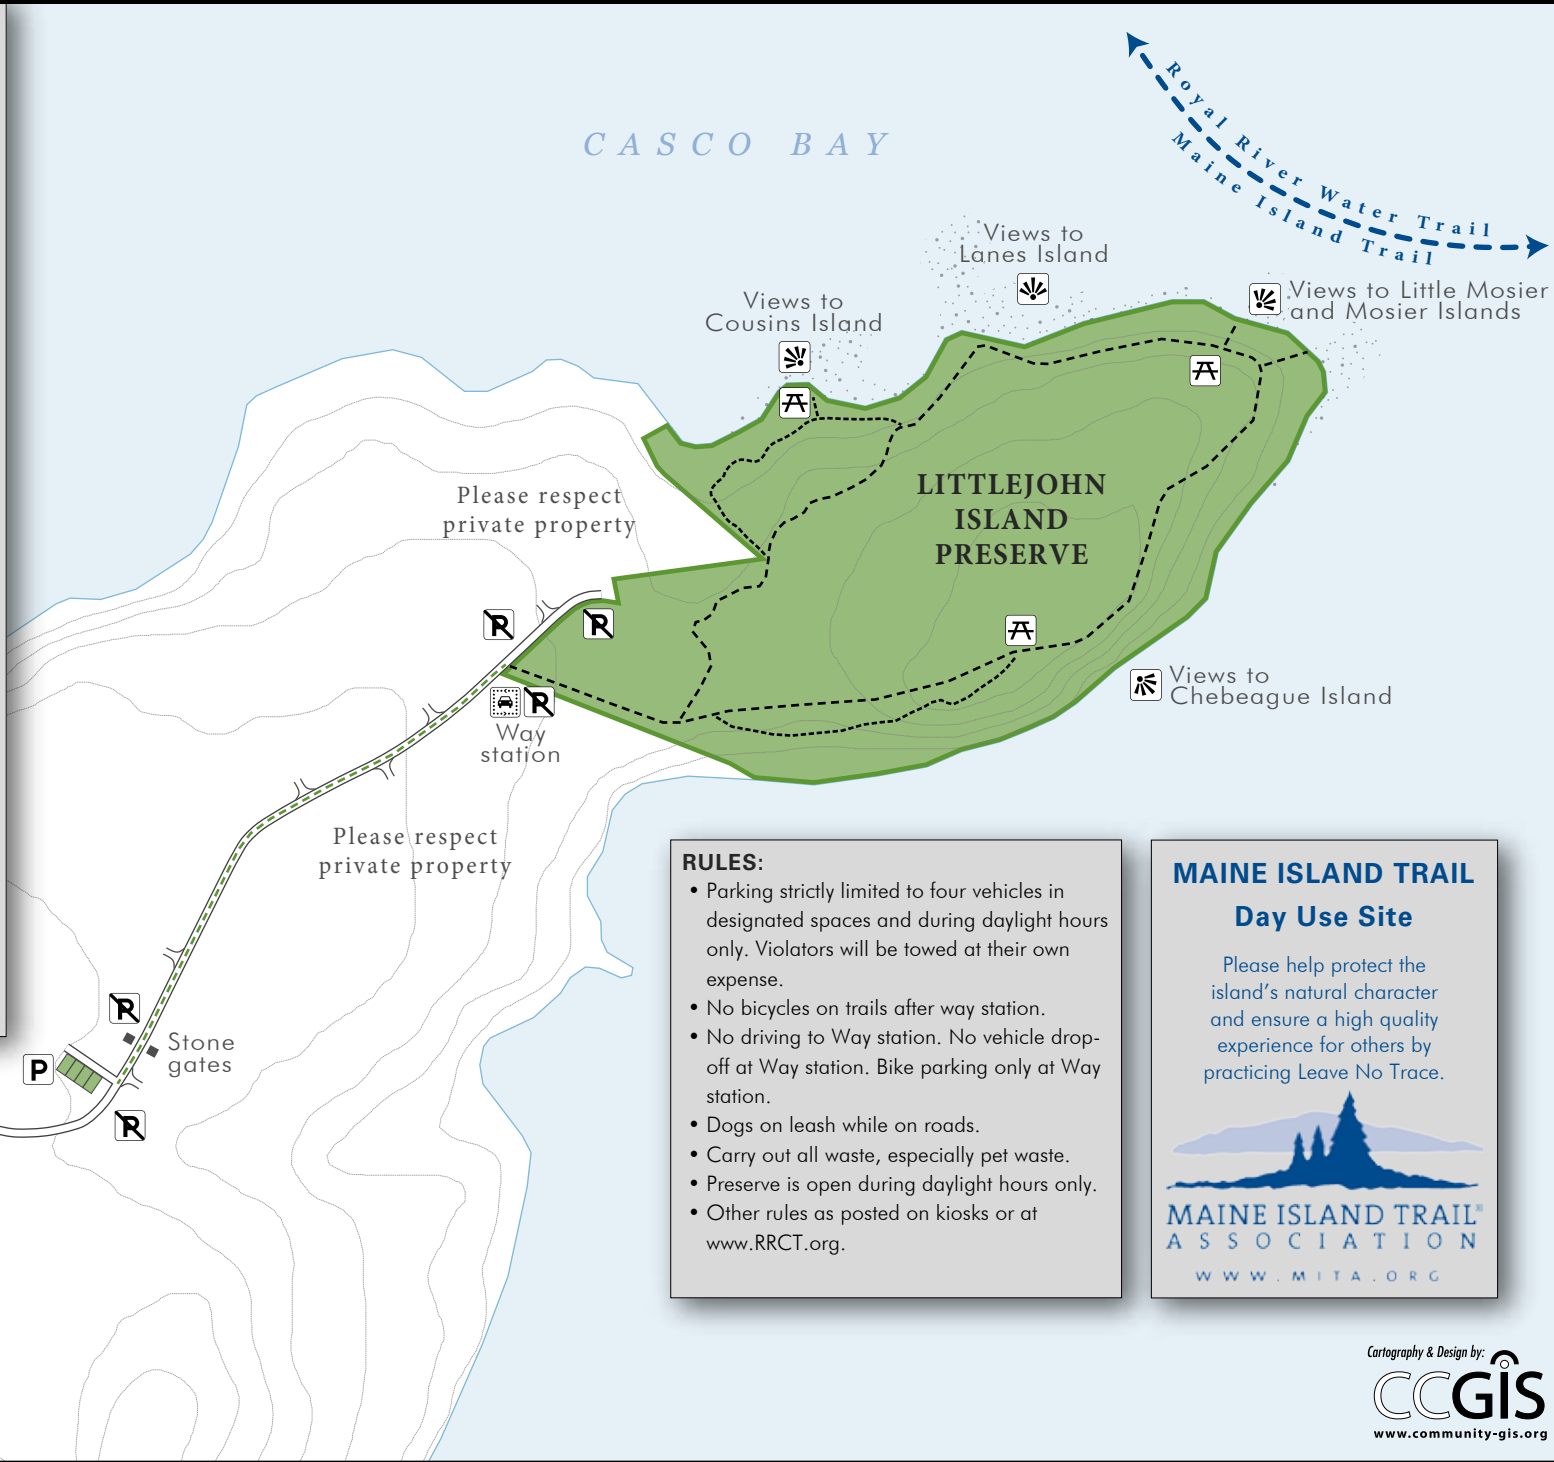 CASCO BAY
Royal River Water Trail
Maine Island Trail
Views to
Lanes Island
Views to
Cousins Island
Views to Little Mosier
and Mosier Islands
LITTLEJOHN
ISLAND
PRESERVE
Please respect
private property
Views to
Chebeague Island
Way
station
Please respect
private property
Stone
gates
P
RULES:
• Parking strictly limited to four vehicles in
designated spaces and during daylight hours
only. Violators will be towed at their own
expense.
• No bicycles on trails after way station.
• No driving to Way station. No vehicle drop-
off at Way station. Bike parking only at Way
station.
• Dogs on leash while on roads.
• Carry out all waste, especially pet waste.
• Preserve is open during daylight hours only.
• Other rules as posted on kiosks or at
www.RRCT.org.
MAINE ISLAND TRAIL
Day Use Site
Please help protect the
island's natural character
and ensure a high quality
experience for others by
practicing Leave No Trace.
MAINE ISLAND TRAIL®
ASSOCIATION
WWW.MITA.ORG
Cartography & Design by:
CCGIS
www.community-gis.org